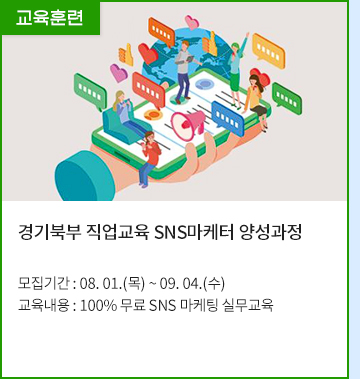 교육훈련
경기북부 직업교육 SNS마케터 양성과정
모집기간 : 08. 01.(목) ~ 09. 04.(수)
교육내용 : 100% 무료 SNS 마케팅 실무교육